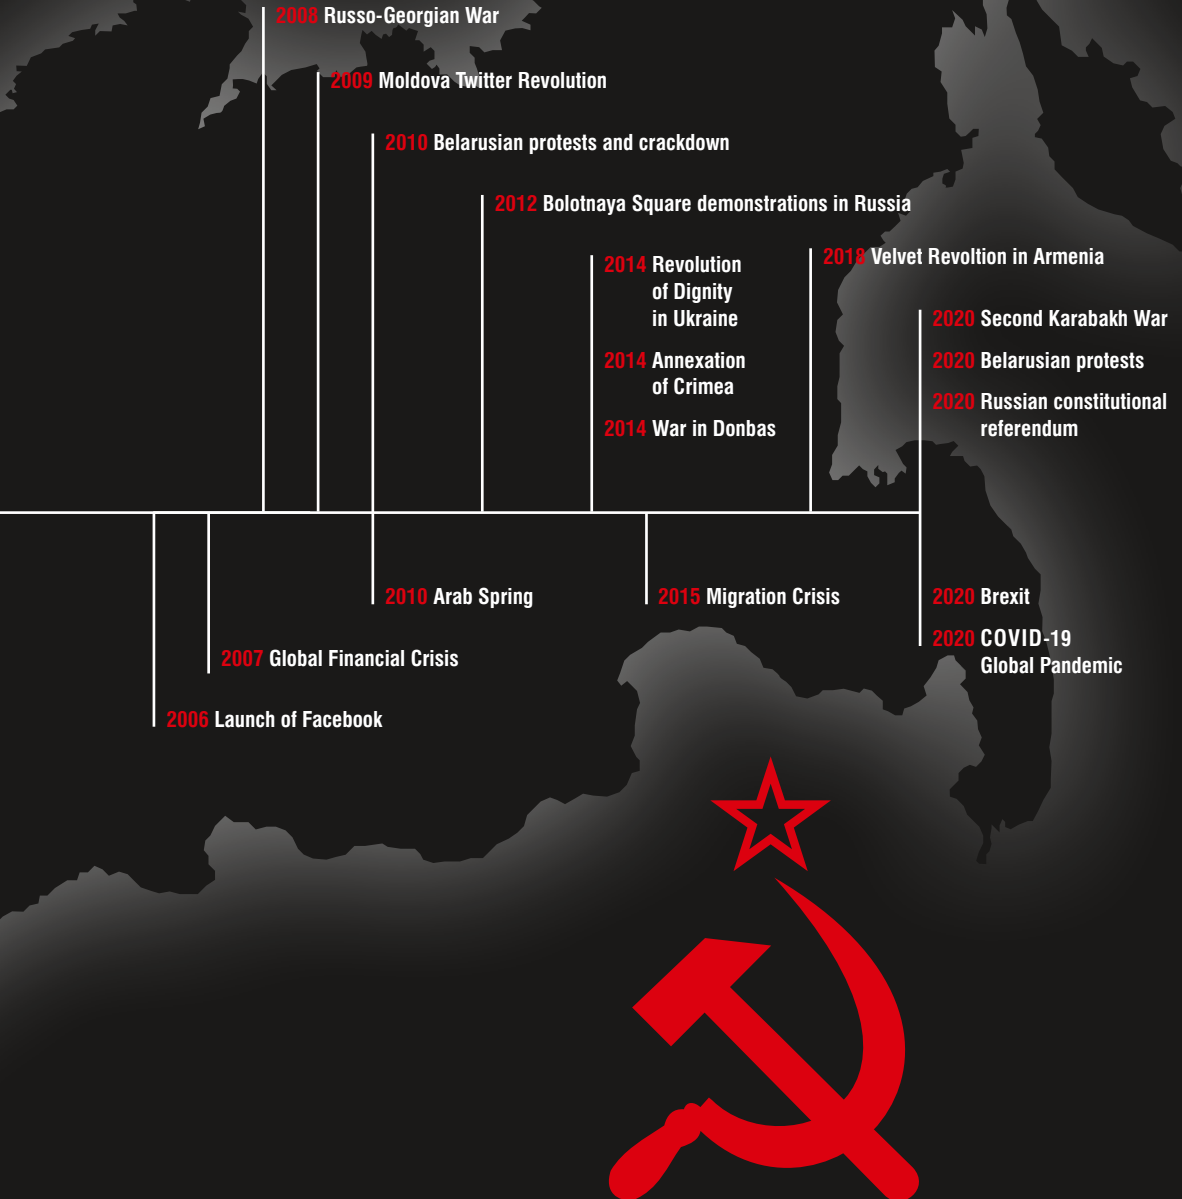 2008 Russo-Georgian War
2009 Moldova Twitter Revolution
2010 Belarusian protests and crackdown
2012 Bolotnaya Square demonstrations in Russia
2014 Revolution
of Dignity
in Ukraine
2014 Annexation
of Crimea
2014 War in Donbas
2018 Velvet Revoltion in Armenia
2020 Second Karabakh War
2020 Belarusian protests
2020 Russian constitutional
referendum
2010 Arab Spring
2015 Migration Crisis
2020 Brexit
2020 COVID-19
Global Pandemic
2007 Global Financial Crisis
2006 Launch of Facebook